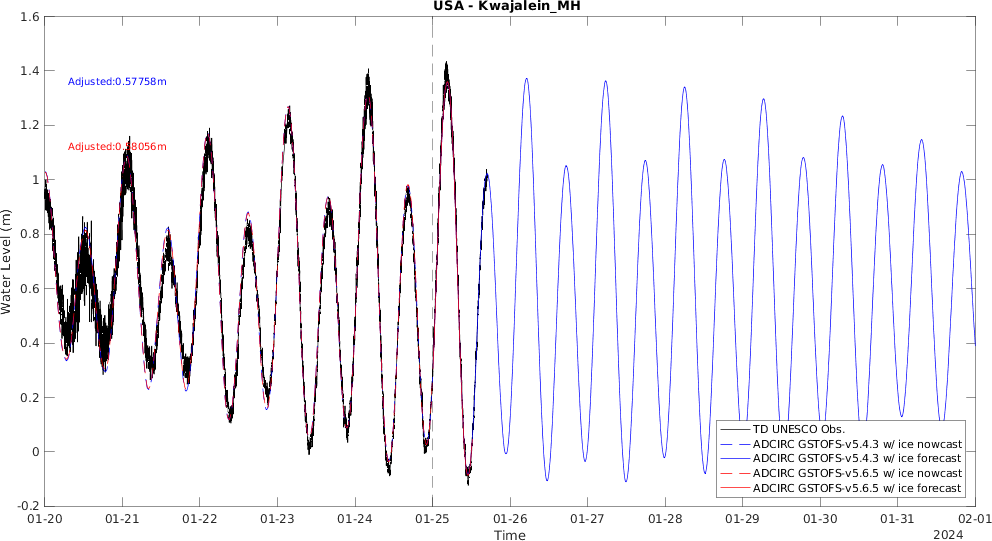 USA - Kwajalein_MH
1.6
1.4
1.2
1
0.8
0.6
0.4
0.2
0
-0.2
Water Level (m)
Adjusted:0.57758m
Adjusted:0.58056m
TD UNESCO Obs.
ADCIRC GSTOFS-v5.4.3 w/ ice nowcast
ADCIRC GSTOFS-v5.4.3 w/ ice forecast
ADCIRC GSTOFS-v5.6.5 w/ ice nowcast
ADCIRC GSTOFS-v5.6.5 w/ ice forecast
01-20 01-21 01-22 01-23 01-24 01-25 01-26 01-27 01-28 01-29 01-30 01-31 02-01
Time
2024